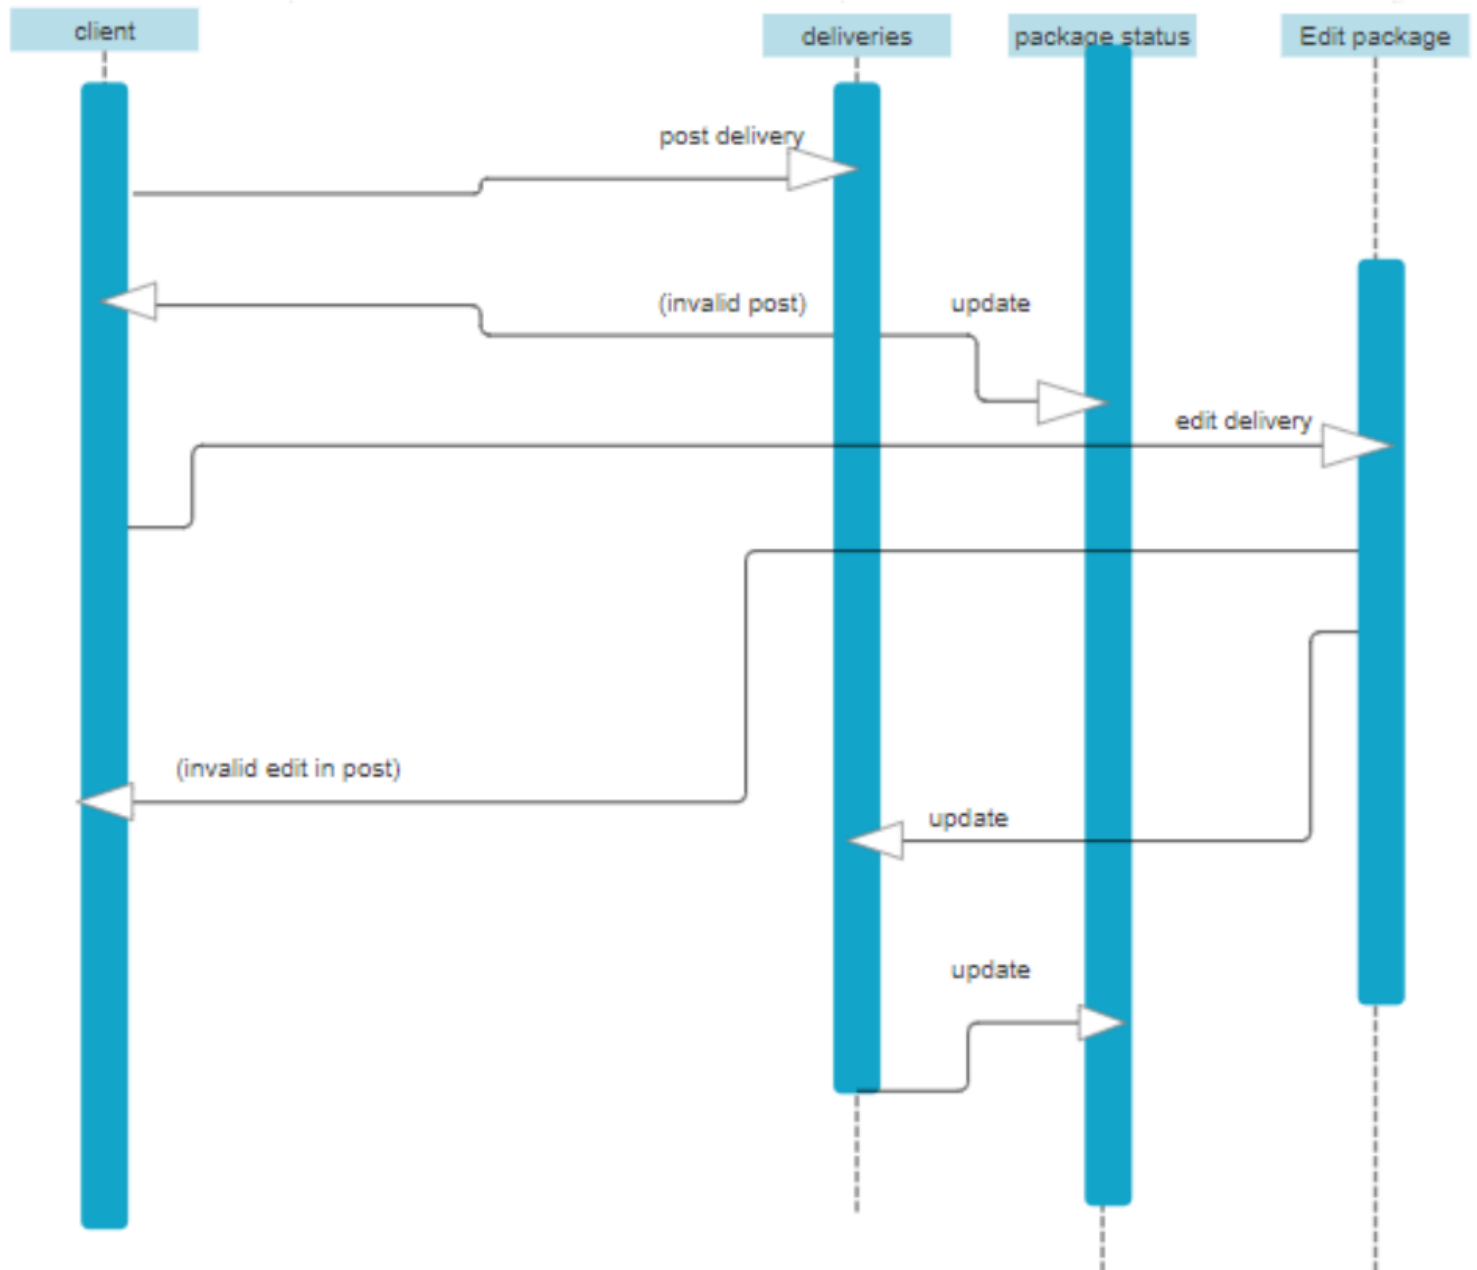 client
deliveries
package status
Edit package
post delivery
(invalid post)
update
edit delivery
(invalid edit in post)
update
update